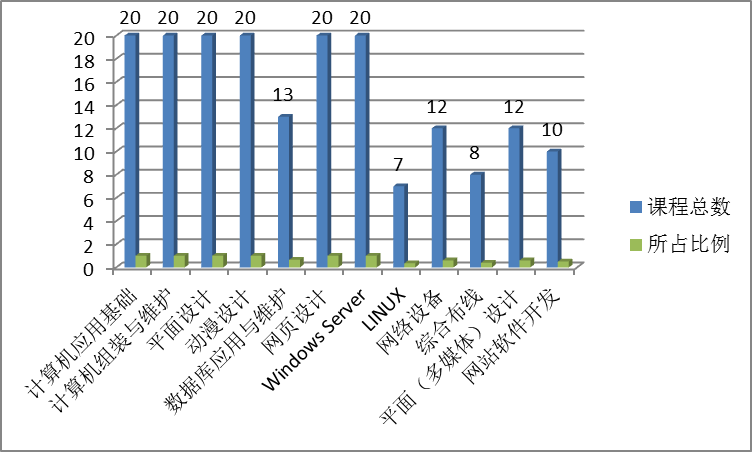 20 20 20 20 20 20
13
12 12
10
8
7
20
18
16
14
12
10
8
6
4
2
0
计算机应用基础
计算机组装与维护
平面设计
动漫设计
数据库应用与维护
网页设计
Windows Server
LINUX
网络设备
综合布线
平面（多媒体）设计
网站软件开发
课程总数
所占比例